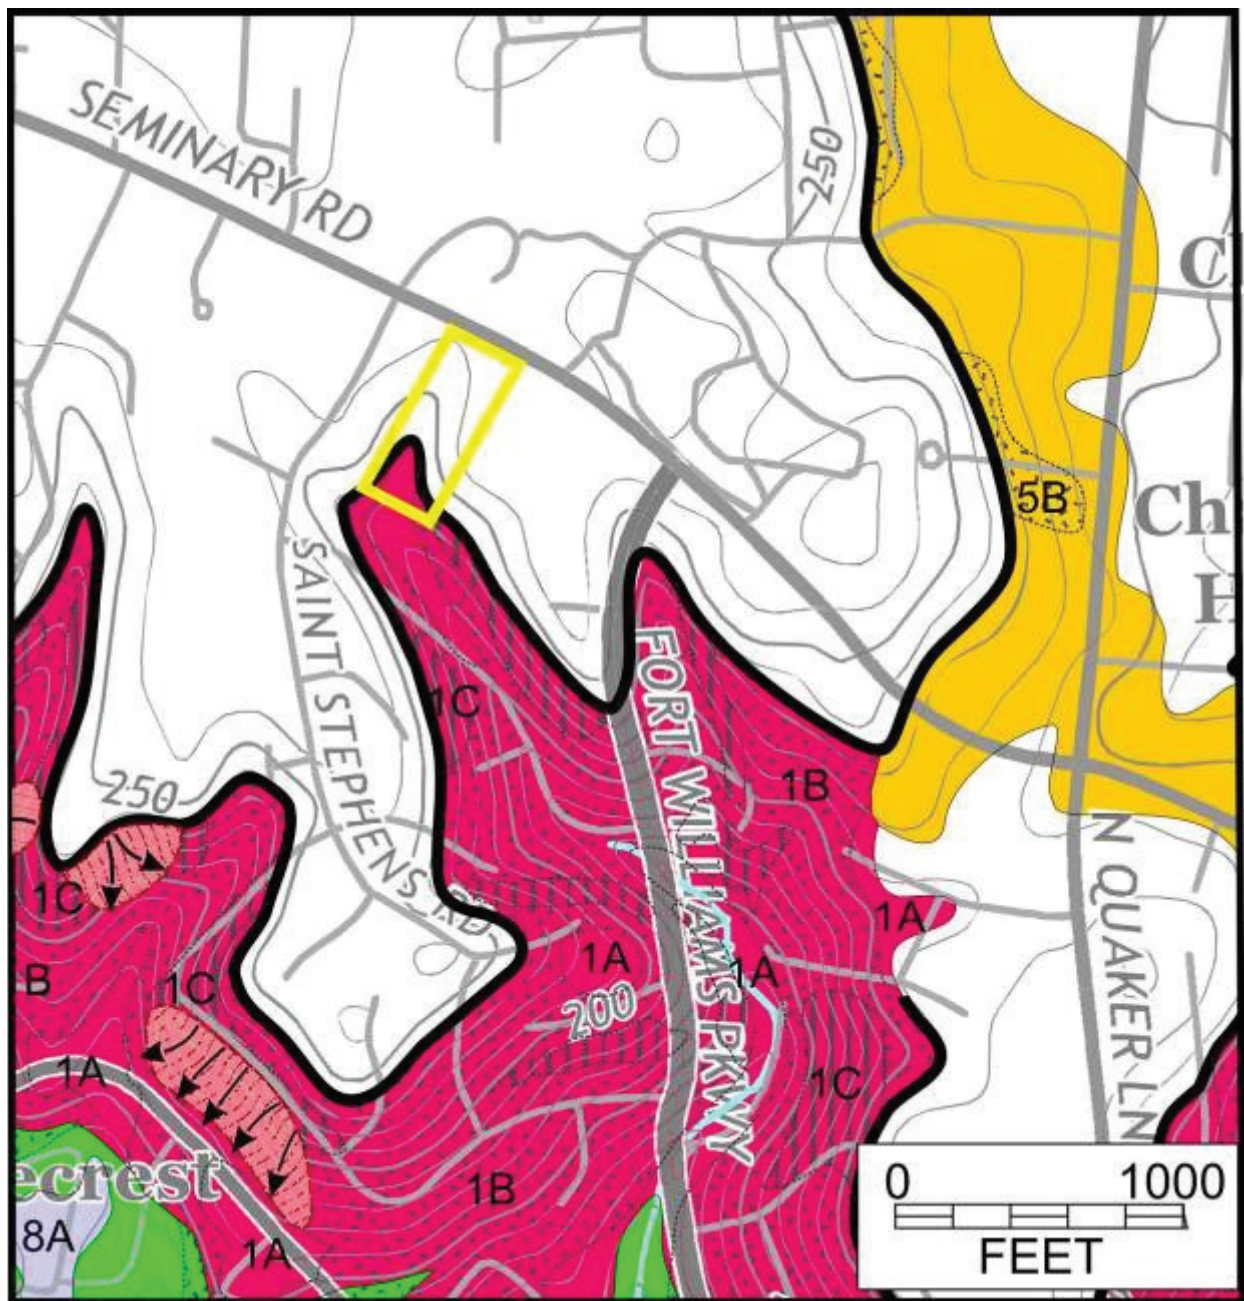 SEMINARY RD
250
C
5B
Ch
H
SAINT STEPHENS RD
FORT WILLIAMS PKWY
1C
1B
250
1C
1A
N QUAKER LN
B
1C
1A
1A
200
1A
1C
ecrest
1B
8A
1A
0 1000
FEET